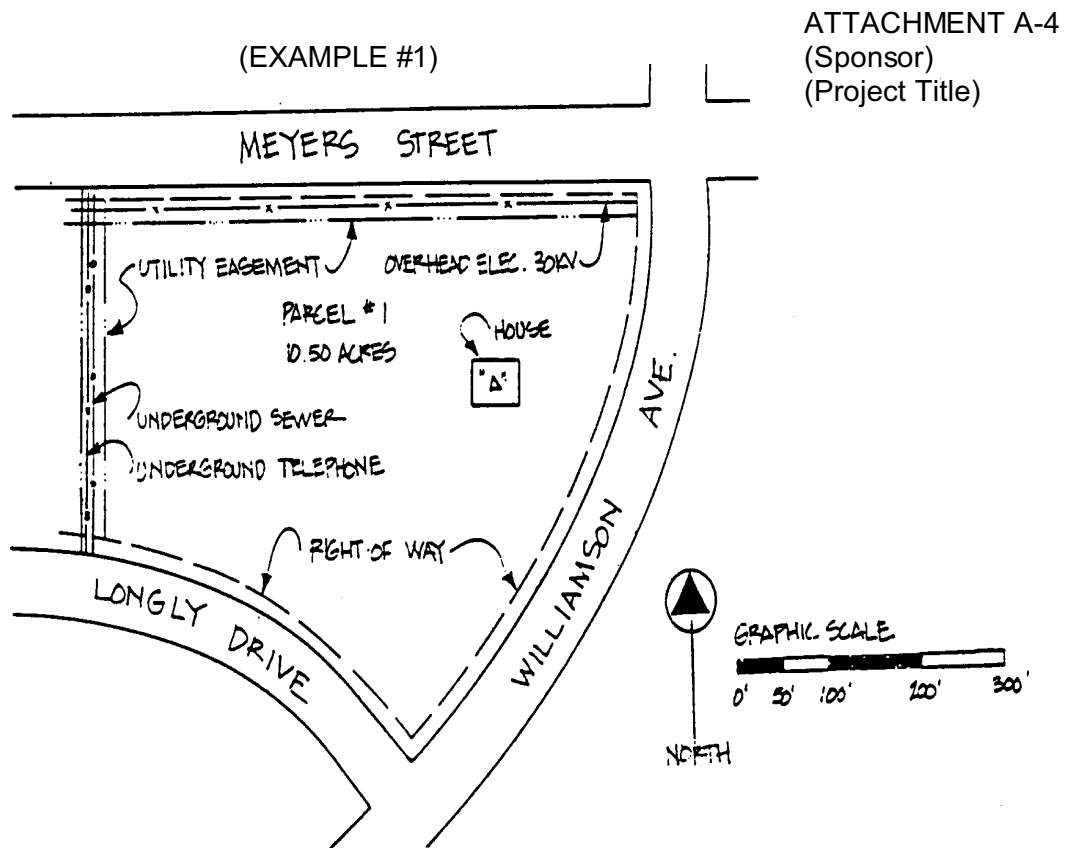 ATTACHMENT A-4
(EXAMPLE #1)
(Sponsor)
(Project Title)
MEYERS STREET
UTILITY EASEMENT
OVERHEAD ELEC. 30KV
PARCEL #1
10.50 ACRES
HOUSE
"A"
UNDERGROUND SEWER
UNDERGROUND TELEPHONE
RIGHT-OF WAY
LONGLY DRIVE
WILLIAMSON AVE.
GRAPHIC SCALE
0' 50' 100' 200' 300'
NORTH